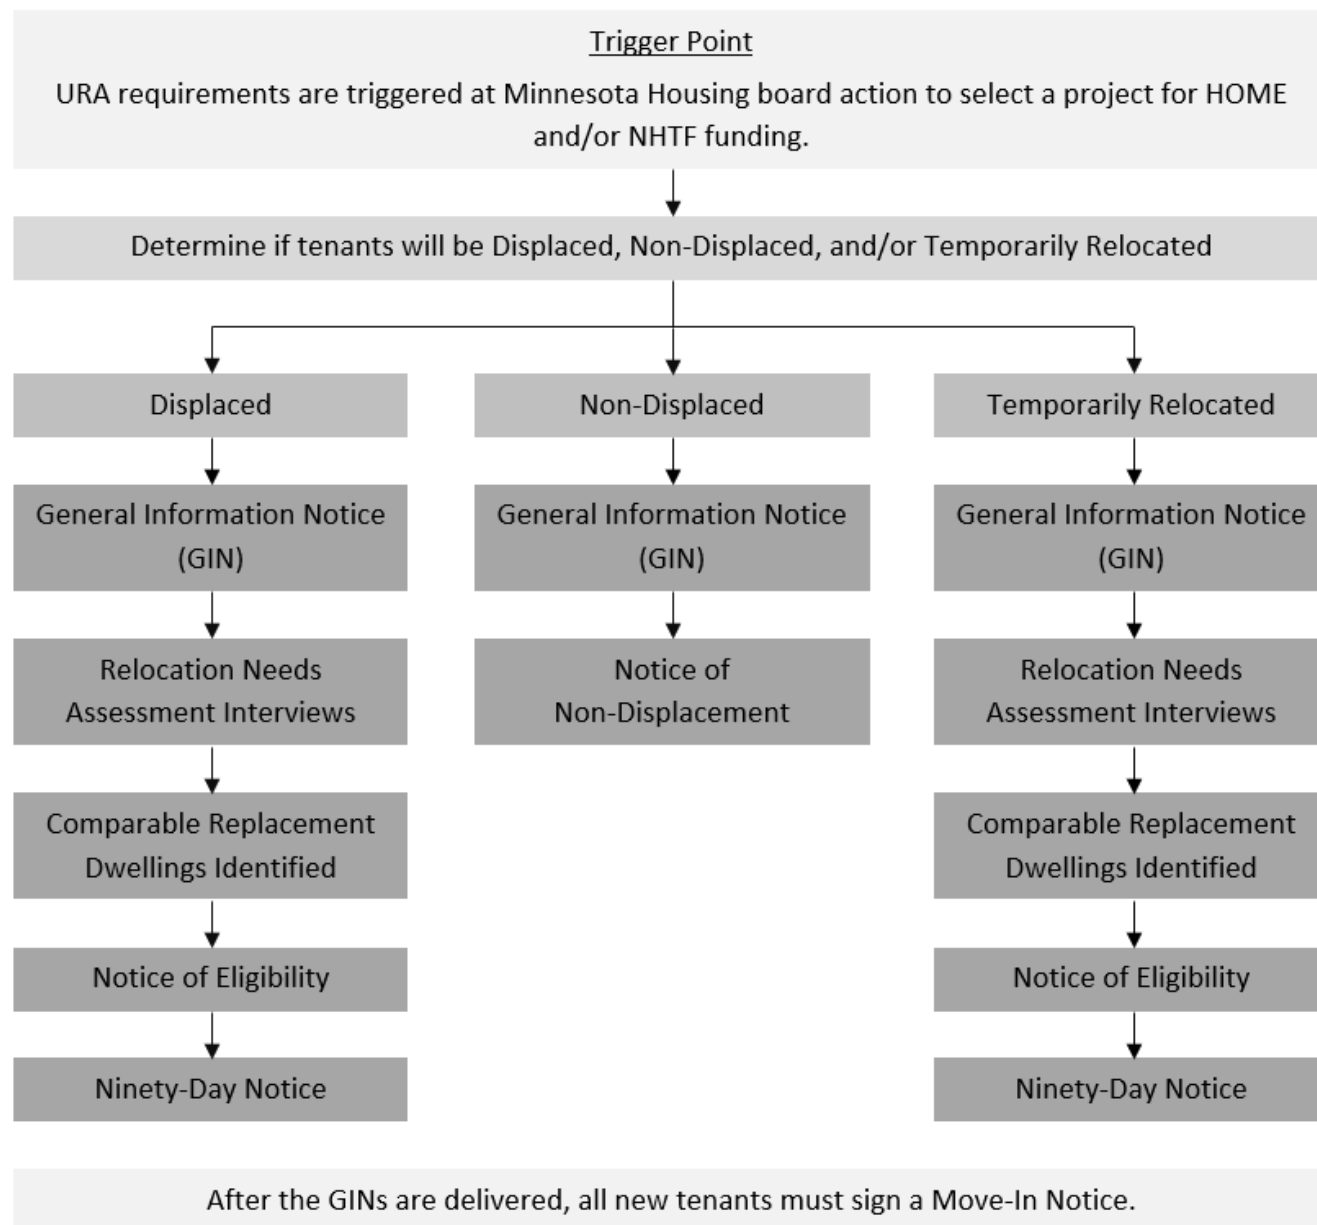 Trigger Point
URA requirements are triggered at Minnesota Housing board action to select a project for HOME
and/or NHTF funding.
Determine if tenants will be Displaced, Non-Displaced, and/or Temporarily Relocated
Displaced
General Information Notice
(GIN)
Relocation Needs
Assessment Interviews
Comparable Replacement
Dwellings Identified
Notice of Eligibility
Ninety-Day Notice
Non-Displaced
General Information Notice
(GIN)
Notice of
Non-Displacement
Temporarily Relocated
General Information Notice
(GIN)
Relocation Needs
Assessment Interviews
Comparable Replacement
Dwellings Identified
Notice of Eligibility
Ninety-Day Notice
After the GINs are delivered, all new tenants must sign a Move-In Notice.